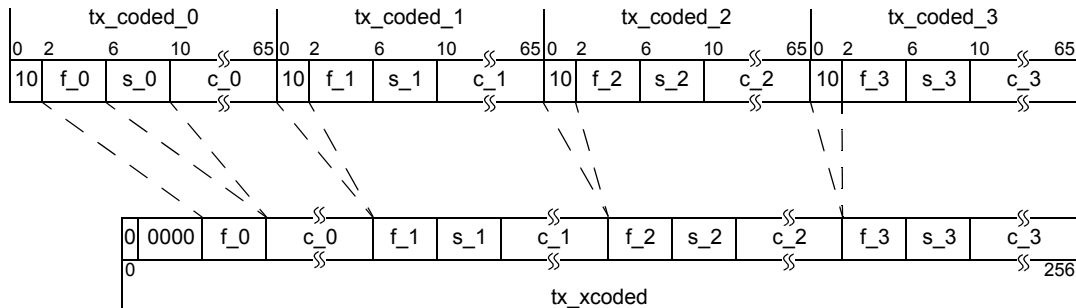 tx_coded_0 tx_coded_1 tx_coded_2 tx_coded_3
0 2 6 10 65 0 2 6 10 65 0 2 6 10 65 0 2 6 10 65
10 f_0 s_0 c_0 10 f_1 s_1 c_1 10 f_2 s_2 c_2 10 f_3 s_3 c_3
0 0000 f_0 c_0 f_1 s_1 c_1 f_2 s_2 c_2 f_3 s_3 c_3
0 256
tx_xcoded